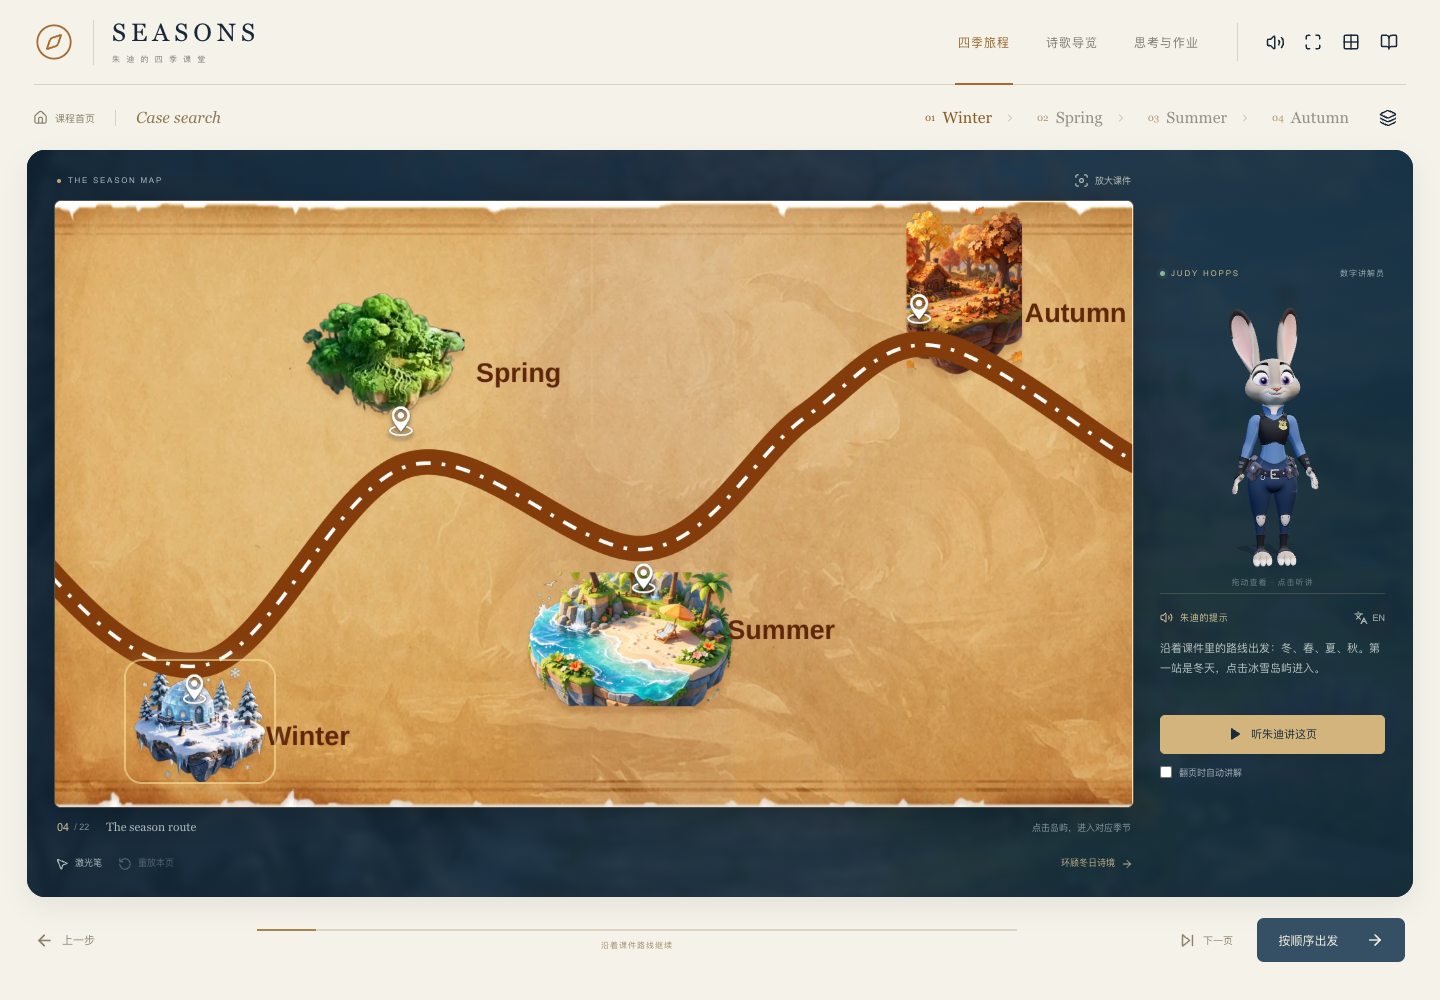 SEASONS
朱迪的四季课堂
四季旅程
诗歌导览
思考与作业
课程首页
Case search
01 Winter
02 Spring
03 Summer
04 Autumn
THE SEASON MAP
放大课件
Autumn
Spring
Summer
Winter
JUDY HOPPS
数字讲解员
拖动查看 · 点击听讲
朱迪的提示
EN
沿着课件里的路线出发：冬、春、夏、秋。第
一站是冬天，点击冰雪岛屿进入。
听朱迪讲这页
翻页时自动讲解
04 / 22 The season route
点击岛屿，进入对应季节
激光笔
重放本页
环顾冬日诗境
上一步
沿着课件路线继续
下一页
按顺序出发